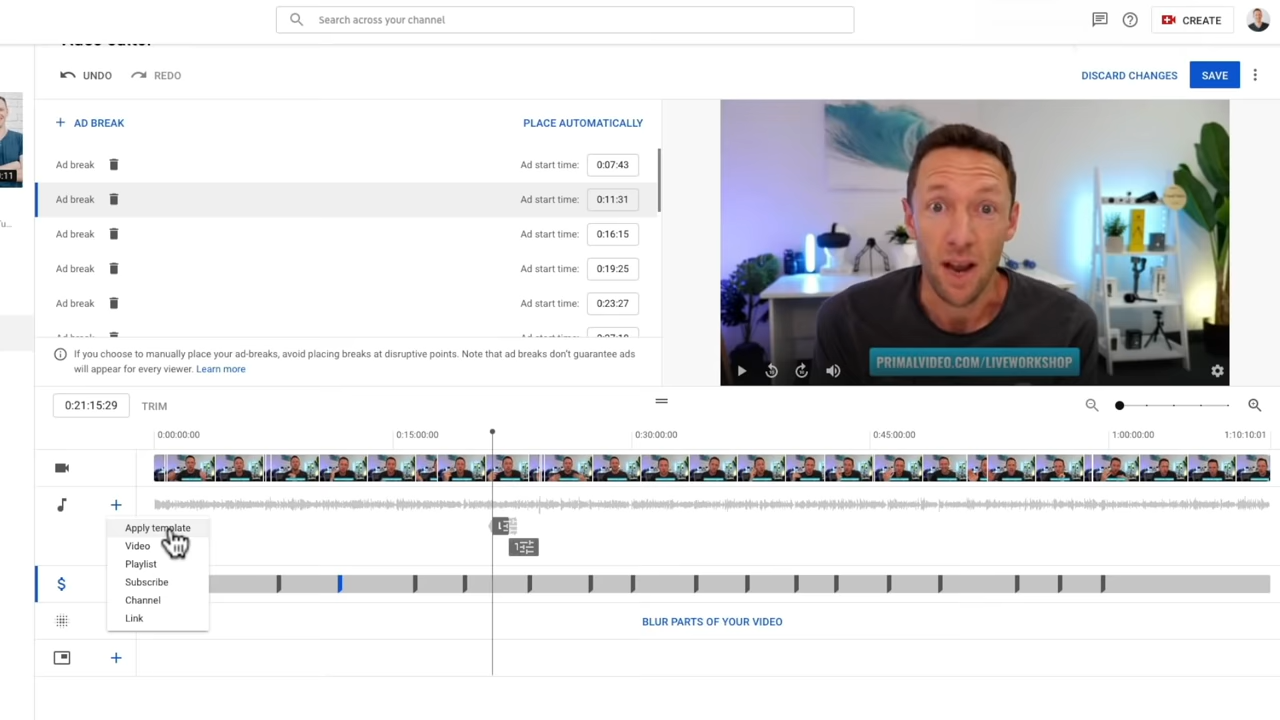 Search across your channel
CREATE
UNDO
REDO
DISCARD CHANGES
SAVE
AD BREAK
PLACE AUTOMATICALLY
Ad break
Ad start time:
0:07:43
Ad break
Ad start time:
0:11:31
Ad break
Ad start time:
0:16:15
Ad break
Ad start time:
0:19:25
Ad break
Ad start time:
0:23:27
If you choose to manually place your ad-breaks, avoid placing breaks at disruptive points. Note that ad breaks don't guarantee ads
will appear for every viewer. Learn more
PRIMALVIDEO.COM/LIVEWORKSHOP
0:21:15:29
TRIM
0:00:00:00
0:15:00:00
0:30:00:00
0:45:00:00
1:00:00:00
1:10:10:01
Apply template
Video
Playlist
Subscribe
Channel
Link
BLUR PARTS OF YOUR VIDEO